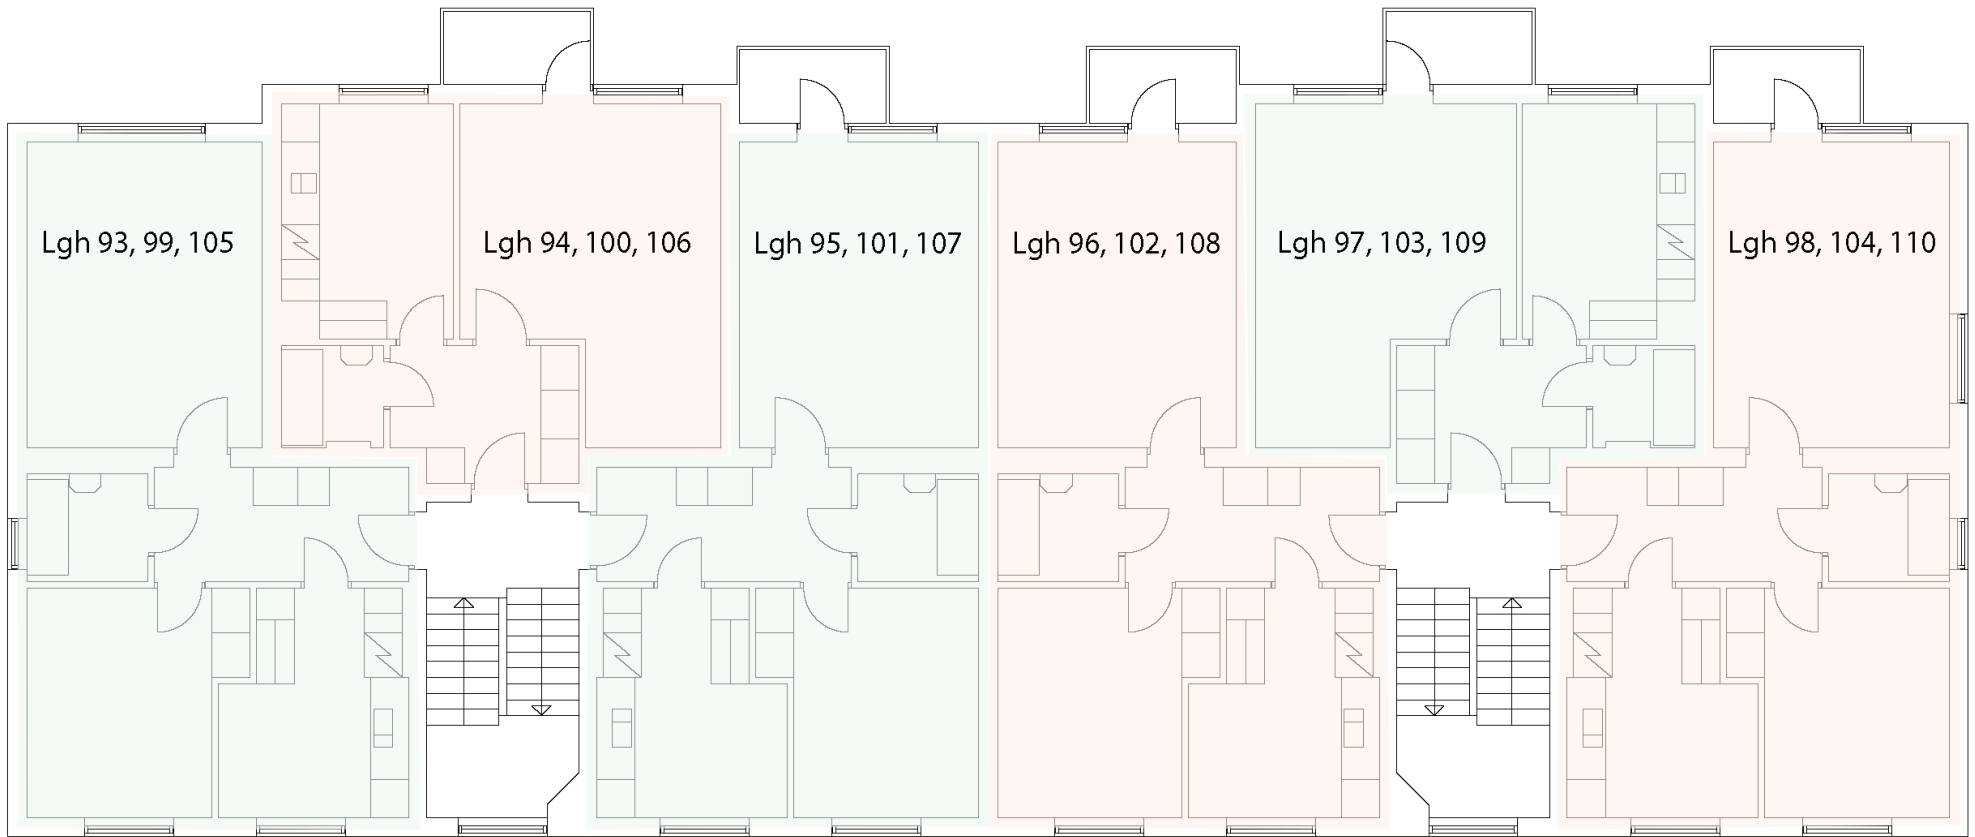 Lgh 93, 99, 105
Lgh 94, 100, 106
Lgh 95, 101, 107
Lgh 96, 102, 108
Lgh 97, 103, 109
Lgh 98, 104, 110